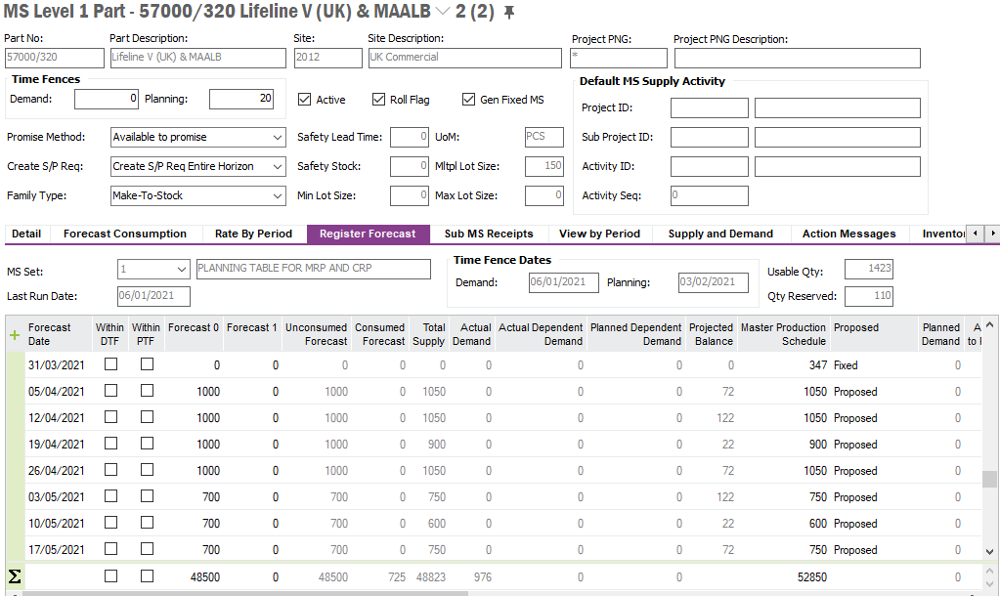 MS Level 1 Part - 57000/320 Lifeline V (UK) & MAALB 2 (2)
Part No: Part Description: Site: Site Description: Project PNG: Project PNG Description:
57000/320 Lifeline V (UK) & MAALB 2012 UK Commercial *
Time Fences Default MS Supply Activity
Demand: 0 Planning: 20 Active Roll Flag Gen Fixed MS
Project ID:
Promise Method: Available to promise Safety Lead Time: 0 UoM: PCS Sub Project ID:
Create S/P Req: Create S/P Req Entire Horizon Safety Stock: 0 Mltpl Lot Size: 150 Activity ID:
Family Type: Make-To-Stock Min Lot Size: 0 Max Lot Size: 0 Activity Seq: 0
Detail Forecast Consumption Rate By Period Register Forecast Sub MS Receipts View by Period Supply and Demand Action Messages Inventor
MS Set: 1 PLANNING TABLE FOR MRP AND CRP Time Fence Dates Usable Qty: 1423
Last Run Date: 06/01/2021 Demand: 06/01/2021 Planning: 03/02/2021 Qty Reserved: 110
Forecast Within Within Forecast 0 Forecast 1 Unconsumed Consumed Total Actual Actual Dependent Planned Dependent Projected Master Production Proposed Planned A
Date DTF PTF Forecast Forecast Supply Demand Demand Demand Balance Schedule Demand to
31/03/2021 0 0 0 0 0 0 0 0 0 347 Fixed 0
05/04/2021 1000 0 1000 0 1050 0 0 0 72 1050 Proposed 0
12/04/2021 1000 0 1000 0 1050 0 0 0 122 1050 Proposed 0
19/04/2021 1000 0 1000 0 900 0 0 0 22 900 Proposed 0
26/04/2021 1000 0 1000 0 1050 0 0 0 72 1050 Proposed 0
03/05/2021 700 0 700 0 750 0 0 0 122 750 Proposed 0
10/05/2021 700 0 700 0 600 0 0 0 22 600 Proposed 0
17/05/2021 700 0 700 0 750 0 0 0 72 750 Proposed 0
Σ 48500 0 48500 725 48823 976 52850 0